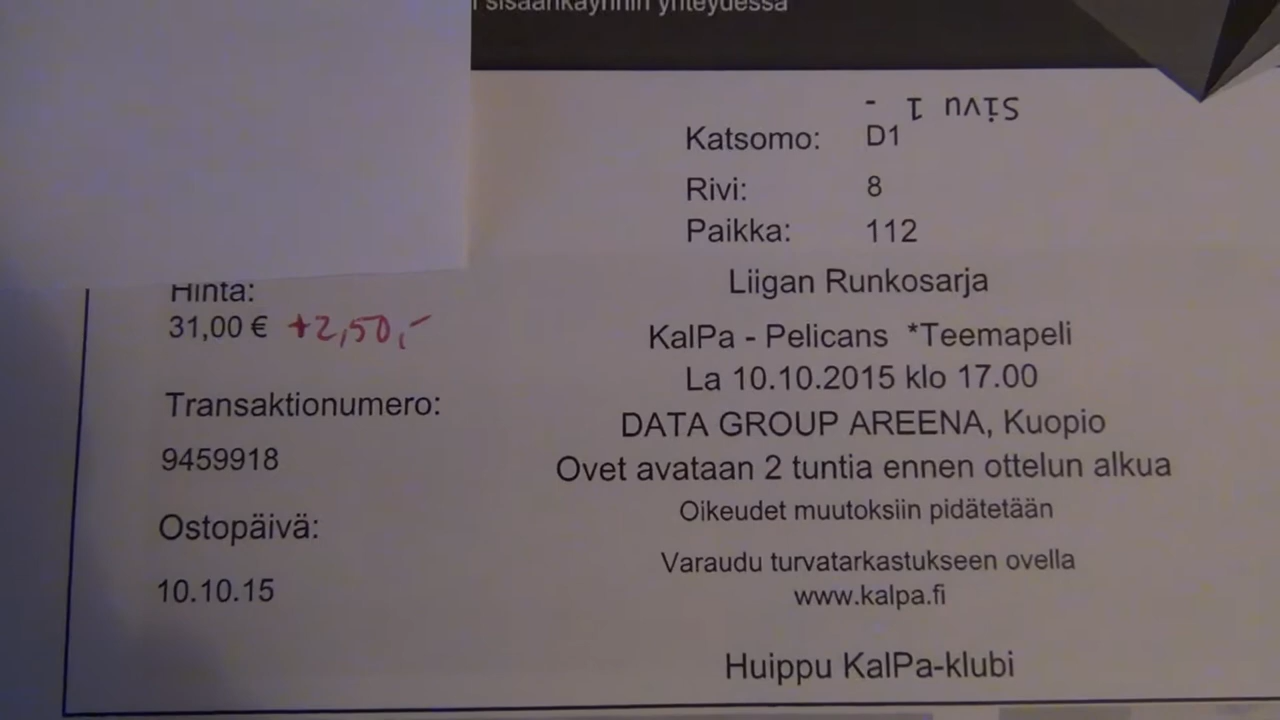 sisäänkäynnin yhteydessä
Sivu 1 -
Katsomo: D1
Rivi: 8
Paikka: 112
Hinta:
31,00 € +2,50,-
Transaktionumero:
9459918
Ostopäivä:
10.10.15
Liigan Runkosarja
KalPa - Pelicans *Teemapeli
La 10.10.2015 klo 17.00
DATA GROUP AREENA, Kuopio
Ovet avataan 2 tuntia ennen ottelun alkua
Oikeudet muutoksiin pidätetään
Varaudu turvatarkastukseen ovella
www.kalpa.fi
Huippu KalPa-klubi